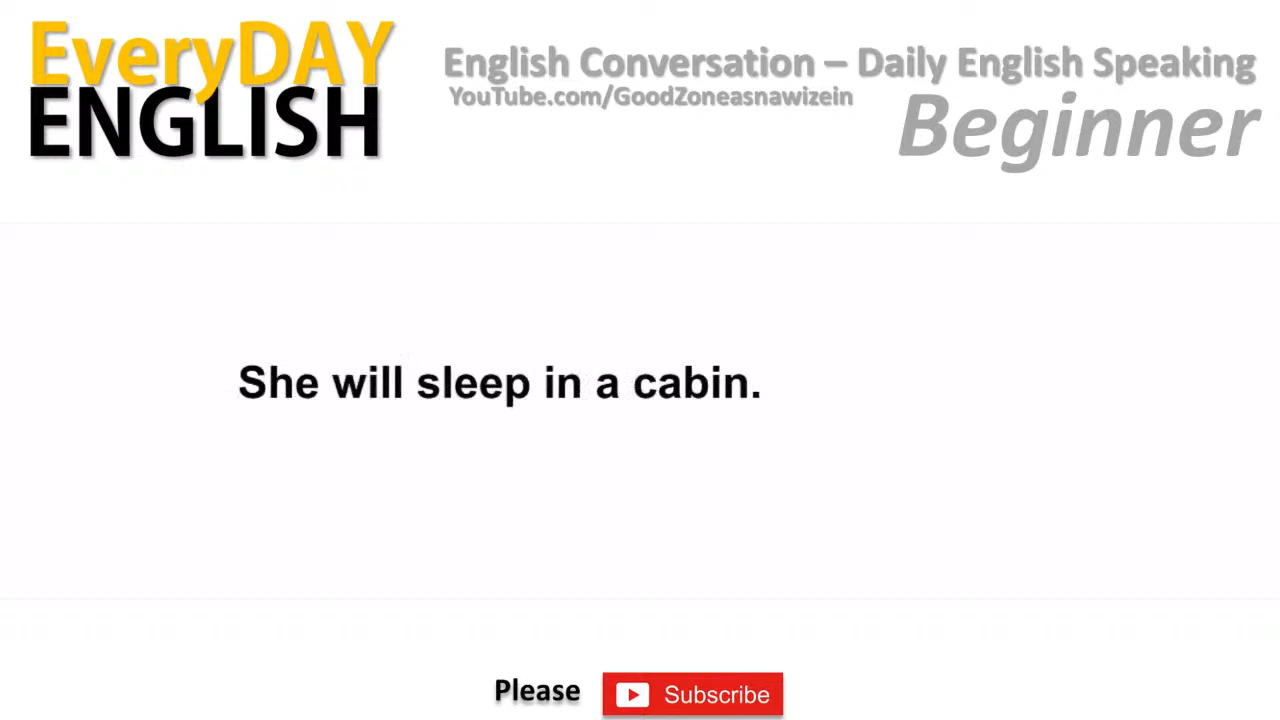 EveryDAY
ENGLISH
English Conversation – Daily English Speaking
YouTube.com/GoodZoneasnawizein
Beginner
She will sleep in a cabin.
Please
Subscribe